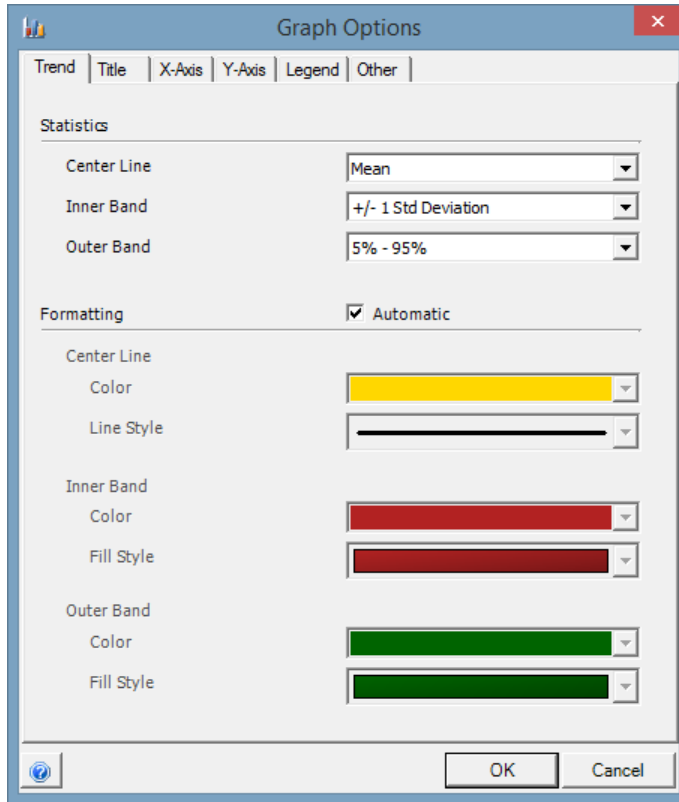 Graph Options
Trend Title X-Axis Y-Axis Legend Other
Statistics
Center Line Mean
Inner Band +/- 1 Std Deviation
Outer Band 5% - 95%
Formatting Automatic
Center Line
Color
Line Style
Inner Band
Color
Fill Style
Outer Band
Color
Fill Style
OK Cancel